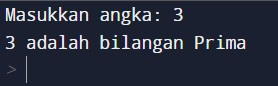 Masukkan angka: 3
3 adalah bilangan Prima
>